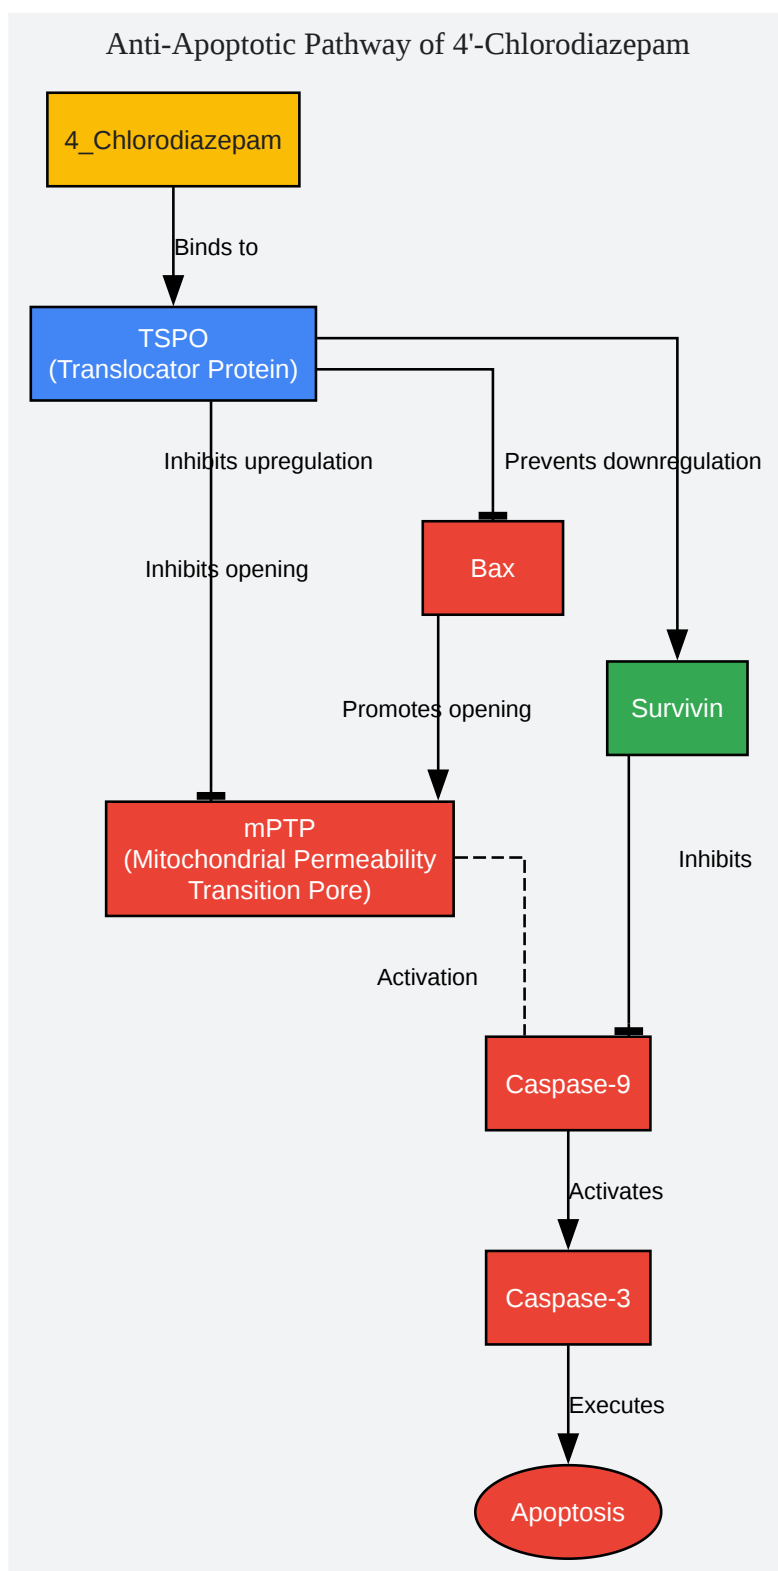 Anti-Apoptotic Pathway of 4'-Chlorodiazepam
4_Chlorodiazepam
Binds to
TSPO
(Translocator Protein)
Inhibits upregulation
Prevents downregulation
Inhibits opening
Bax
Promotes opening
Survivin
mPTP
(Mitochondrial Permeability
Transition Pore)
Inhibits
Activation
Caspase-9
Activates
Caspase-3
Executes
Apoptosis